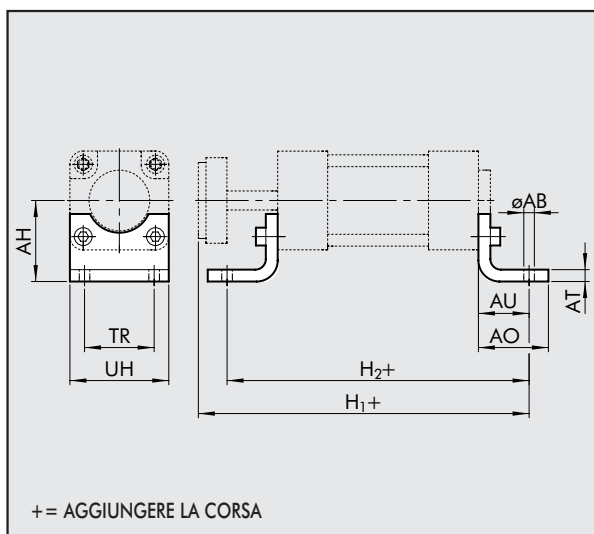 øAB
AH
AT
AU
AO
TR
UH
H₂+
H₁+
+= AGGIUNGERE LA CORSA